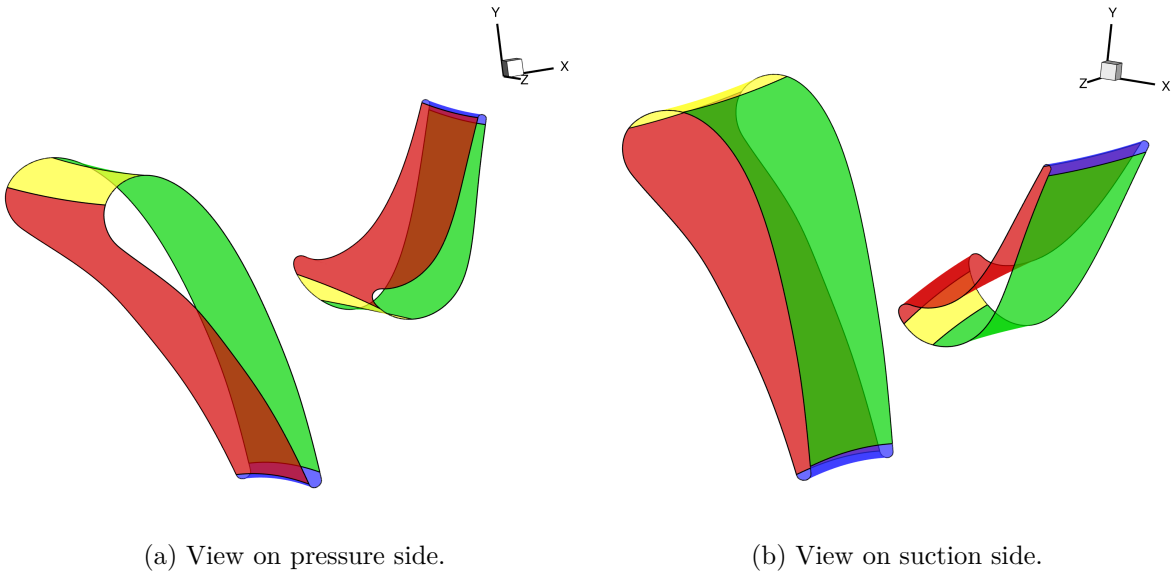 Y
X
Z
Y
Z
X
(a) View on pressure side.
(b) View on suction side.